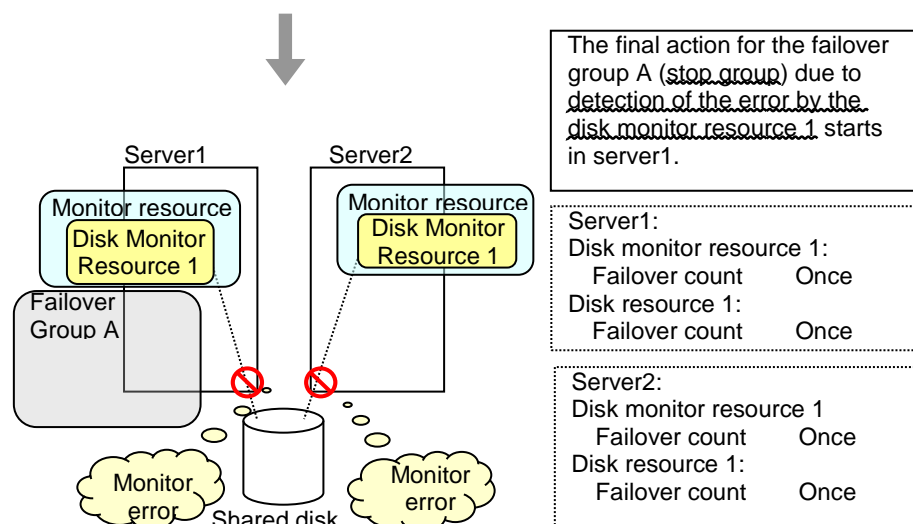 The final action for the failover
group A (stop group) due to
detection of the error by the
disk monitor resource 1 starts
in server1.
Server1
Server2
Monitor resource
Disk Monitor
Resource 1
Monitor resource
Disk Monitor
Resource 1
Failover
Group A
Monitor
error
Monitor
error
Shared disk
Server1:
Disk monitor resource 1:
Failover count Once
Disk resource 1:
Failover count Once
Server2:
Disk monitor resource 1
Failover count Once
Disk resource 1:
Failover count Once